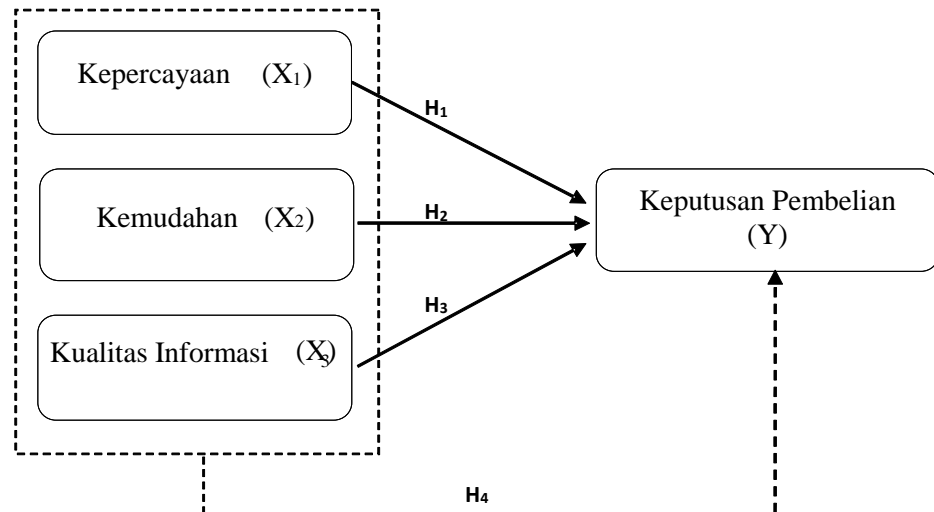 Kepercayaan (X₁)
H₁
Kemudahan (X₂)
H₂
Keputusan Pembelian
(Y)
Kualitas Informasi (X₃)
H₃
H₄